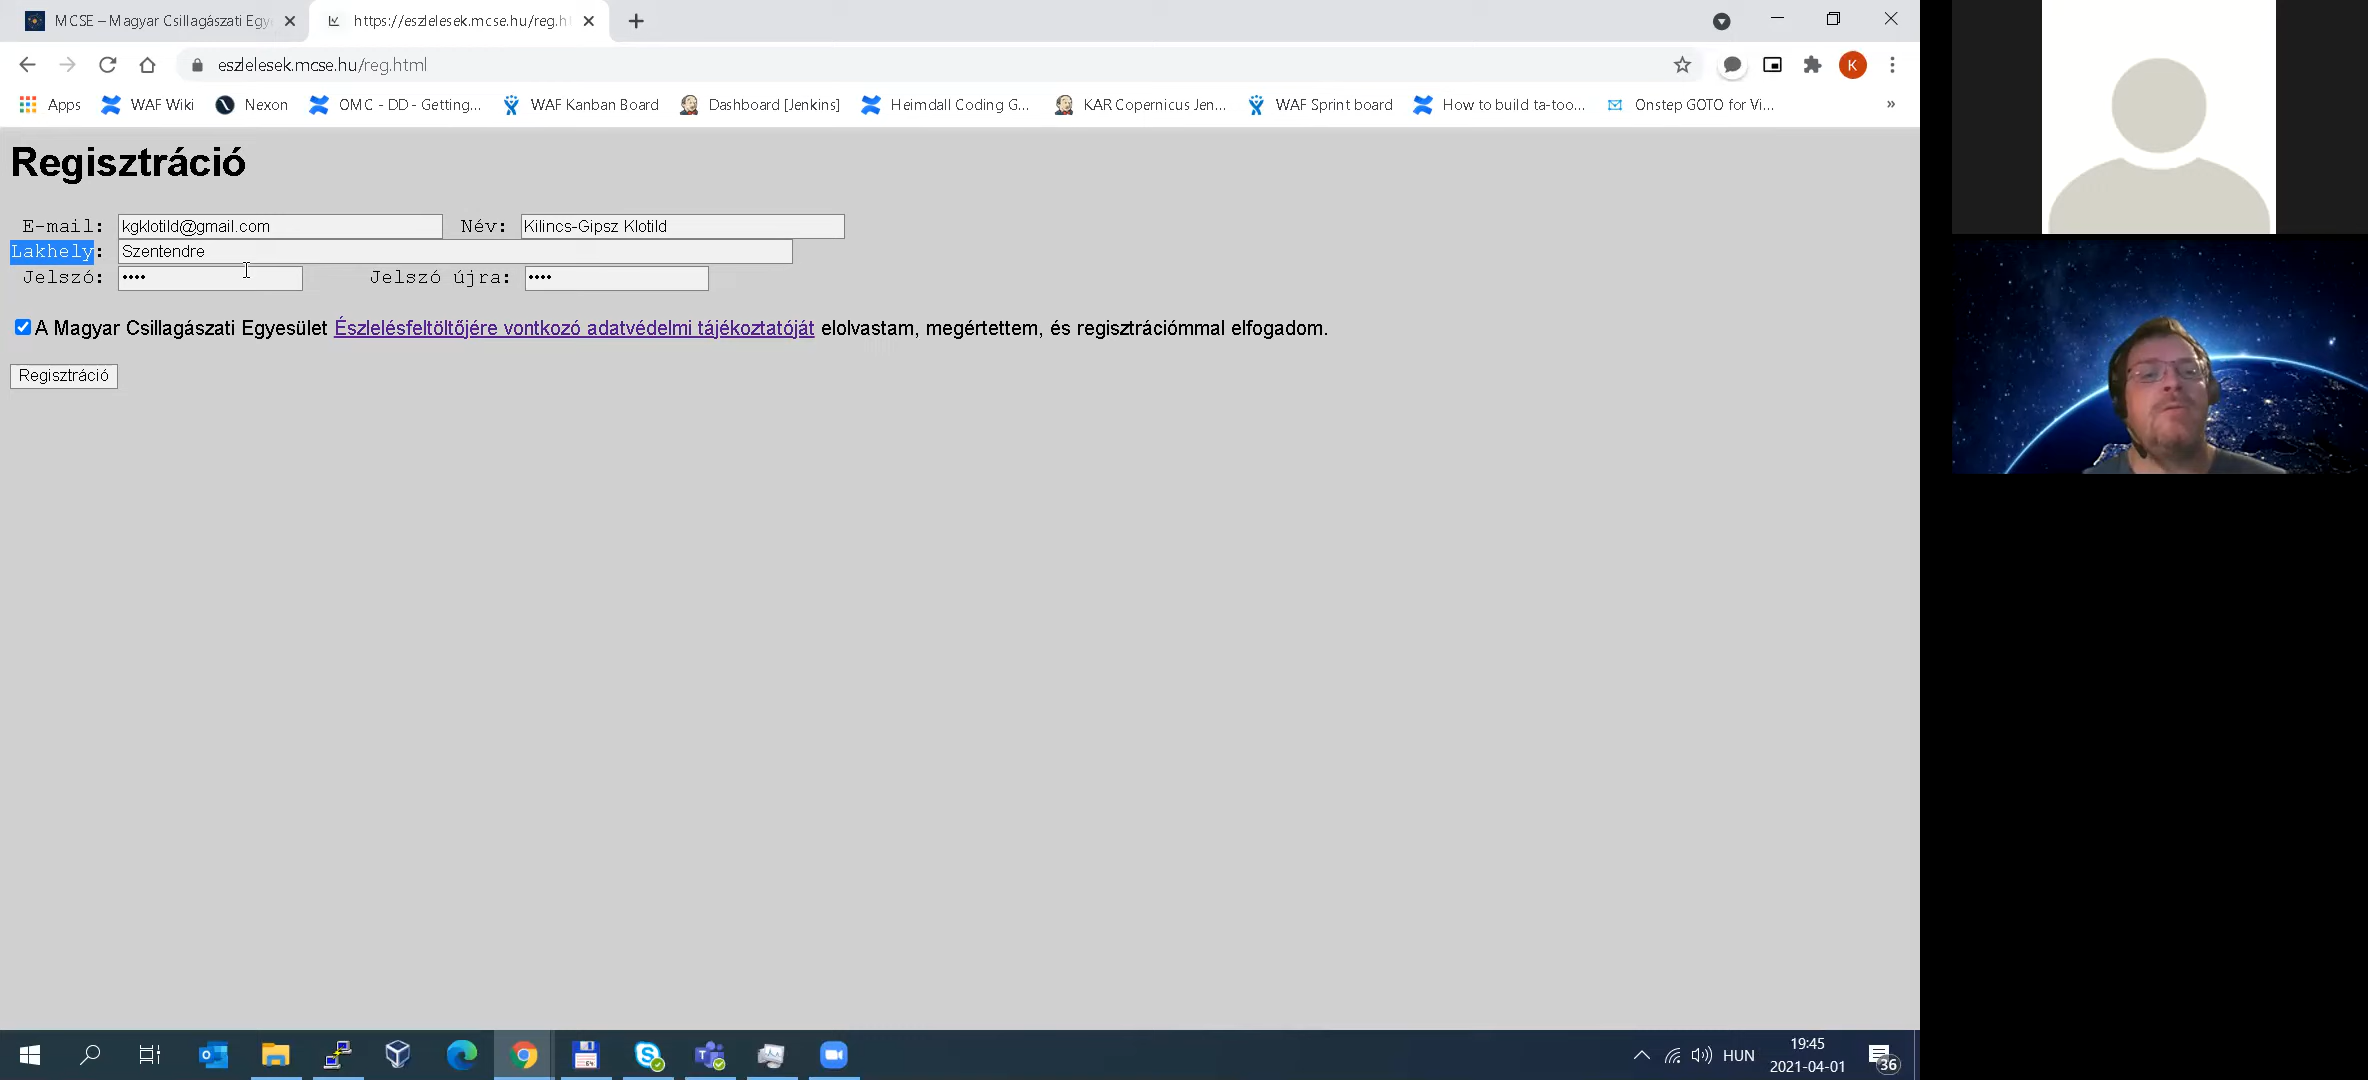 MCSE – Magyar Csillagászati Egy
https://eszlelesek.mcse.hu/reg.h
eszlelesek.mcse.hu/reg.html
K
Apps
WAF Wiki
Nexon
OMC - DD - Getting...
WAF Kanban Board
Dashboard [Jenkins]
Heimdall Coding G...
KAR Copernicus Jen...
WAF Sprint board
How to build ta-too...
Onstep GOTO for Vi...
»
Regisztráció
E-mail: kgklotild@gmail.com Név: Kilincs-Gipsz Klotild
Lakhely: Szentendre
Jelszó: •••• Jelszó újra: ••••
A Magyar Csillagászati Egyesület Észlelésfeltöltőjére vontkozó adatvédelmi tájékoztatóját elolvastam, megértettem, és regisztrációmmal elfogadom.
Regisztráció
HUN
19:45
2021-04-01
36